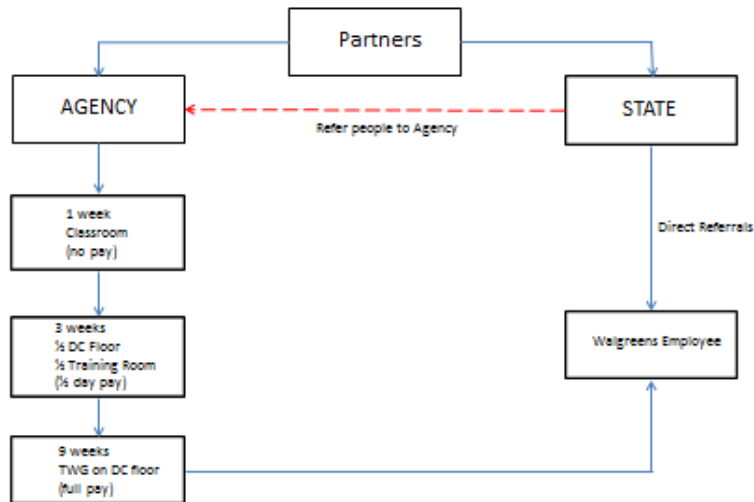 Partners
AGENCY
STATE
Refer people to Agency
1 week
Classroom
(no pay)
Direct Referrals
3 weeks
½ DC Floor
½ Training Room
(½ day pay)
Walgreens Employee
9 weeks
TWG on DC floor
(full pay)